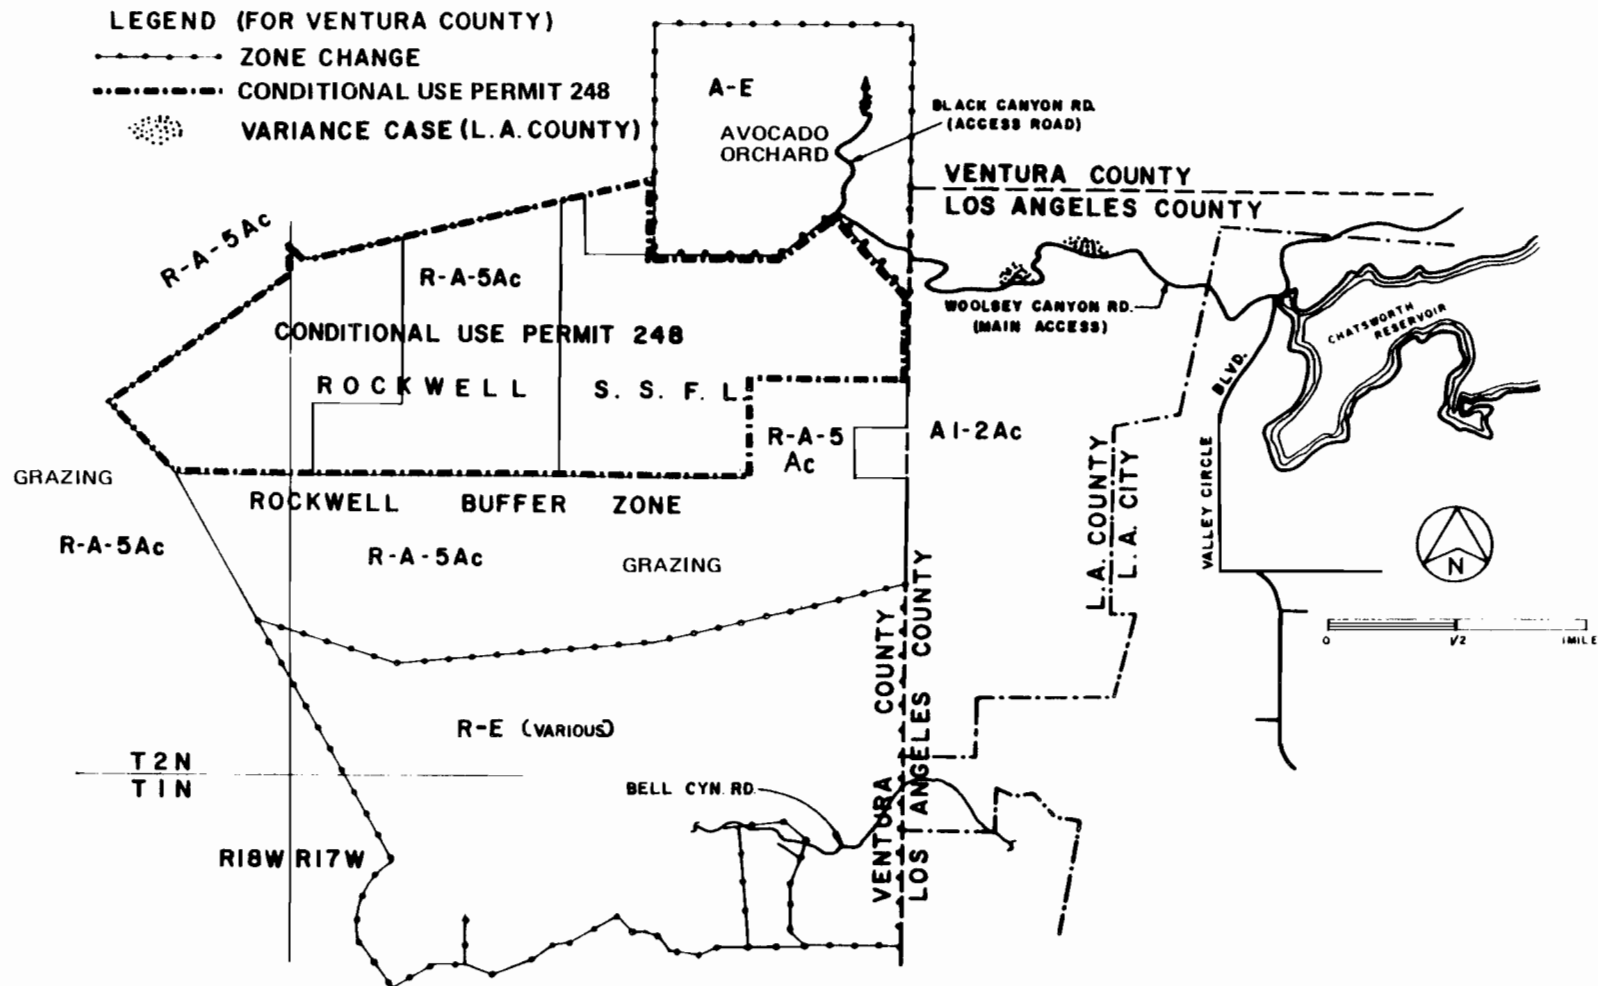 LEGEND (FOR VENTURA COUNTY)
ZONE CHANGE
CONDITIONAL USE PERMIT 248
VARIANCE CASE (L.A. COUNTY)
A-E
AVOCADO
ORCHARD
BLACK CANYON RD.
(ACCESS ROAD)
VENTURA COUNTY
LOS ANGELES COUNTY
R-A-5Ac
R-A-5Ac
CONDITIONAL USE PERMIT 248
ROCKWELL S. S. F. L.
WOOLSEY CANYON RD.
(MAIN ACCESS)
CHATSWORTH
RESERVOIR
VALLEY CIRCLE BLVD.
R-A-5
Ac
A1-2Ac
GRAZING
ROCKWELL BUFFER ZONE
R-A-5Ac
R-A-5Ac
GRAZING
L.A. COUNTY
L.A. CITY
N
0 1/2 1MILE
VENTURA COUNTY
LOS ANGELES COUNTY
R-E (VARIOUS)
T2N
T1N
BELL CYN. RD.
R18W R17W